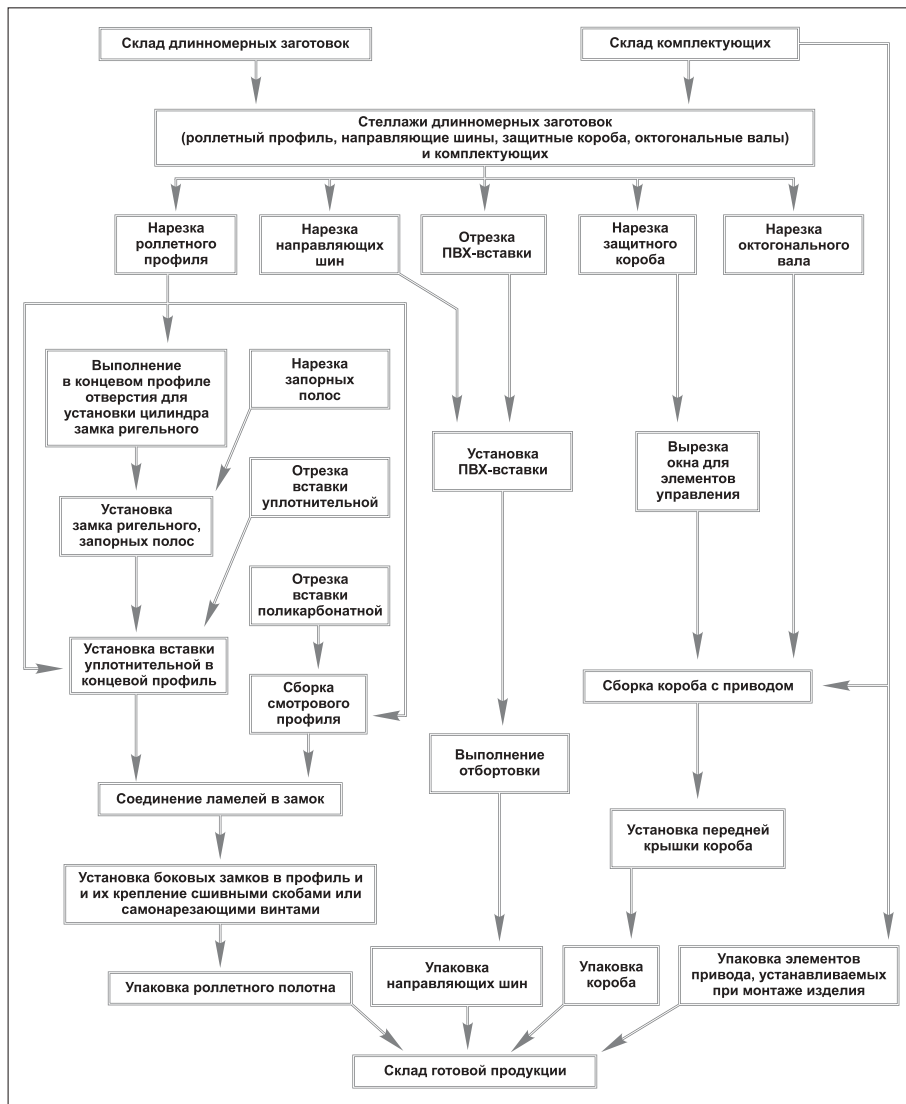 Склад длинномерных заготовок
Склад комплектующих
Стеллажи длинномерных заготовок
(роллетный профиль, направляющие шины, защитные короба, октогональные валы)
и комплектующих
Нарезка
роллетного
профиля
Нарезка
направляющих
шин
Отрезка
ПВХ-вставки
Нарезка
защитного
короба
Нарезка
октогонального
вала
Выполнение
в концевом профиле
отверстия для
установки цилиндра
замка ригельного
Нарезка
запорных
полос
Установка
ПВХ-вставки
Вырезка
окна для
элементов
управления
Отрезка
вставки
уплотнительной
Установка
замка ригельного,
запорных полос
Отрезка
вставки
поликарбонатной
Установка вставки
уплотнительной в
концевой профиль
Сборка
смотрового
профиля
Сборка короба с приводом
Выполнение
отбортовки
Соединение ламелей в замок
Установка передней
крышки короба
Установка боковых замков в профиль и
и их крепление сшивными скобами или
самонарезающими винтами
Упаковка роллетного полотна
Упаковка
направляющих шин
Упаковка
короба
Упаковка элементов
привода, устанавливаемых
при монтаже изделия
Склад готовой продукции